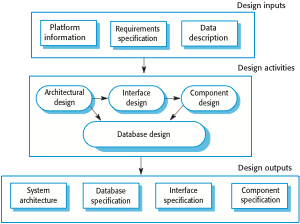 Design inputs
Platform
information
Requirements
specification
Data
description
Design activities
Architectural
design
Interface
design
Component
design
Database design
Design outputs
System
architecture
Database
specification
Interface
specification
Component
specification